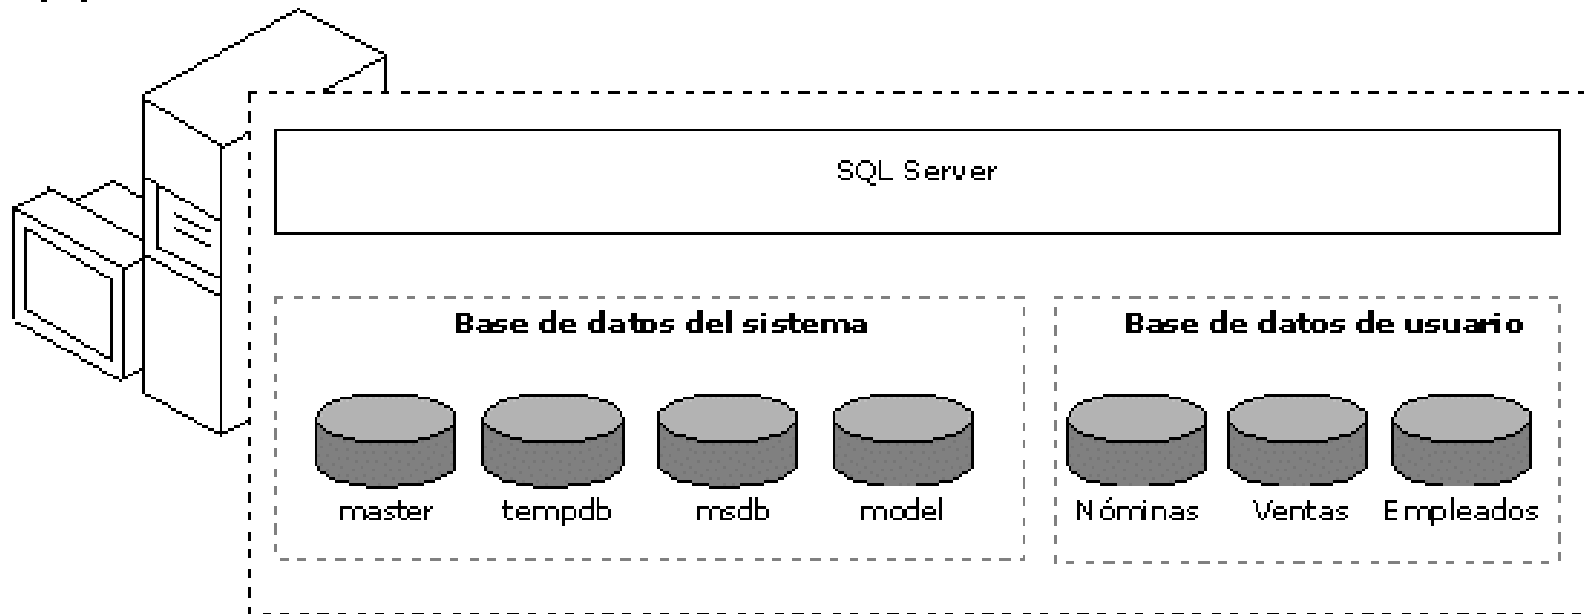 SQL Server
Base de datos del sistema
Base de datos de usuario
master
tempdb
msdb
model
Nóminas
Ventas
Empleados